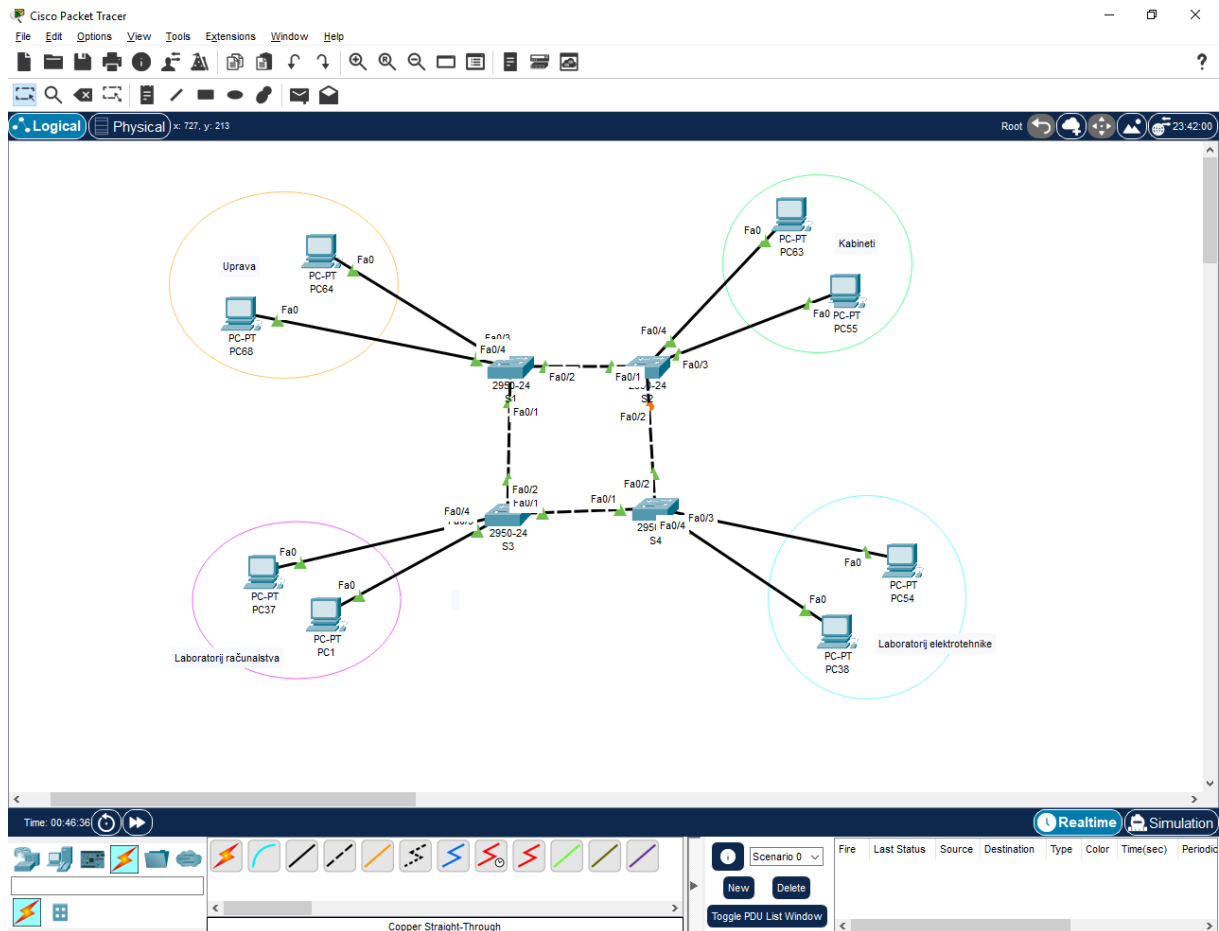 Cisco Packet Tracer
File Edit Options View Tools Extensions Window Help
?
Logical
Physical
x: 727, y: 213
Root
23:42:00
Uprava
PC-PT
PC64
Fa0
PC-PT
PC68
Fa0
Fa0
PC-PT
PC63
Kabineti
Fa0
PC-PT
PC55
Fa0/3
Fa0/4
2950-24
S1
Fa0/2
Fa0/1
Fa0/4
Fa0/1
Fa0/3
S2
Fa0/2
Fa0/4
Fa0/2
Fa0/1
2950-24
S3
Fa0/2
Fa0/1
Fa0/4
Fa0/3
S4
Fa0
PC-PT
PC37
Fa0
PC-PT
PC1
Laboratorij računalstva
Fa0
PC-PT
PC54
Fa0
PC-PT
PC38
Laboratorij elektrotehnike
Time: 00:46:36
Realtime
Simulation
Copper Straight-Through
Scenario 0
New Delete
Toggle PDU List Window
Fire Last Status Source Destination Type Color Time(sec) Periodic